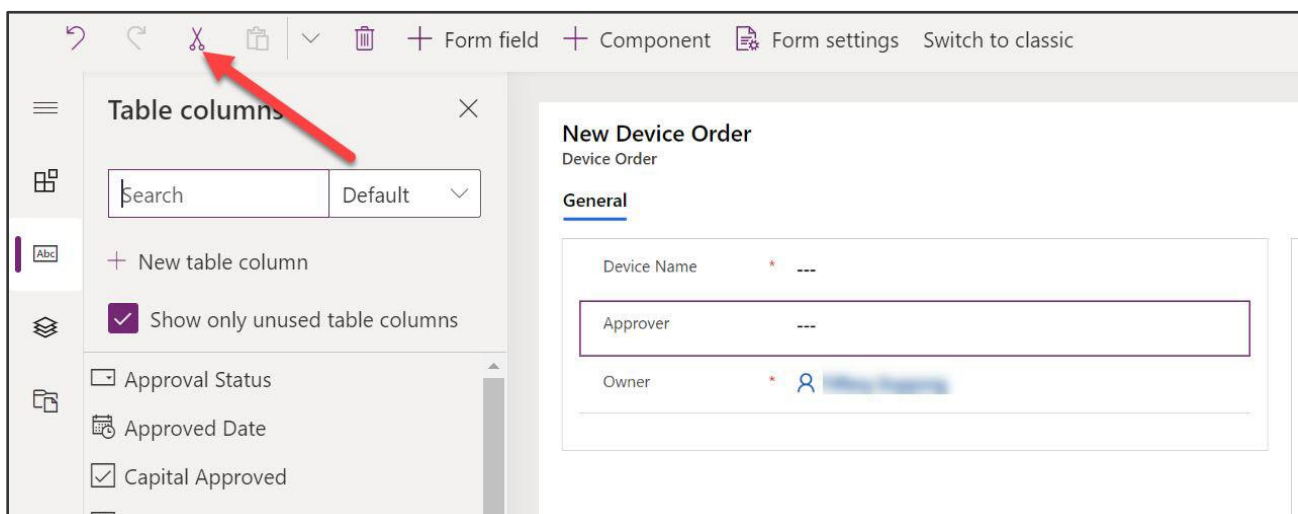 Form field Component Form settings Switch to classic
Table columns
Search Default
Abc
New table column
Show only unused table columns
Approval Status
Approved Date
Capital Approved
New Device Order
Device Order
General
Device Name * ---
Approver ---
Owner *